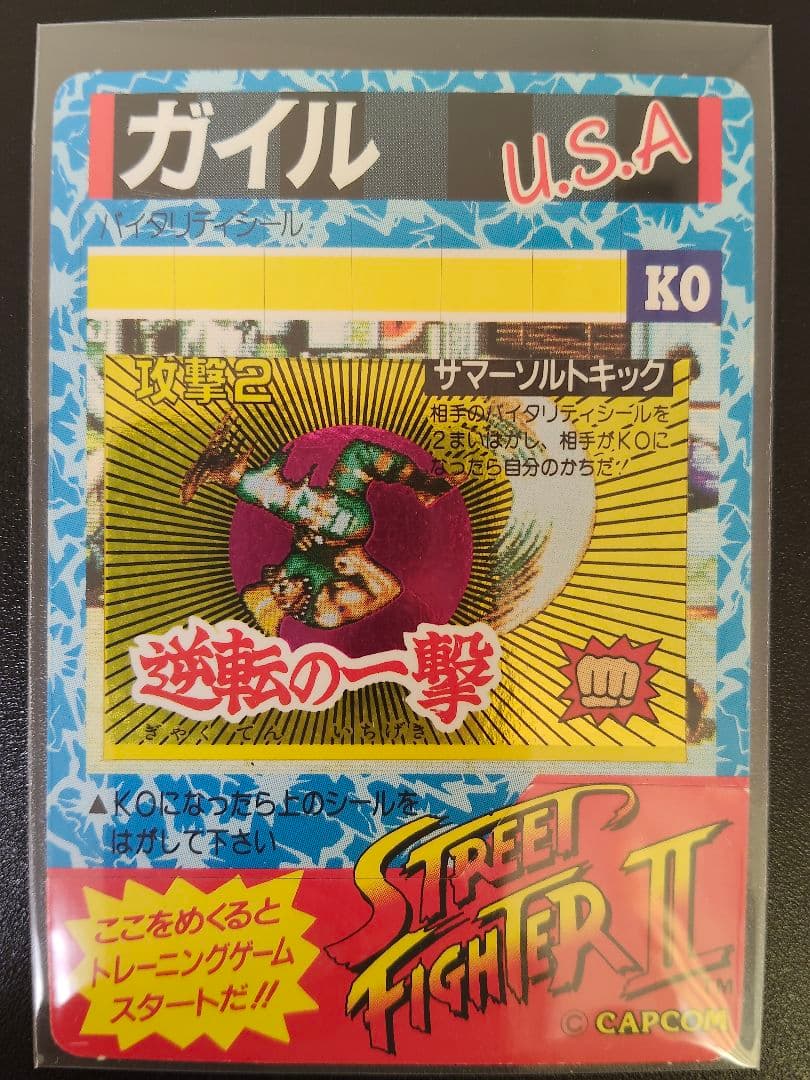 ガイル
U.S.A
バイタリティシール
KO
攻撃2
サマーソルトキック
相手のバイタリティシールを
2まいはがし、相手がKOに
なったら自分のかちだ!!
逆転の一撃
ぎゃくてん いちげき
▲KOになったら上のシールを
はがして下さい
STREET
FIGHTER II
TM
© CAPCOM
ここをめくると
トレーニングゲーム
スタートだ!!